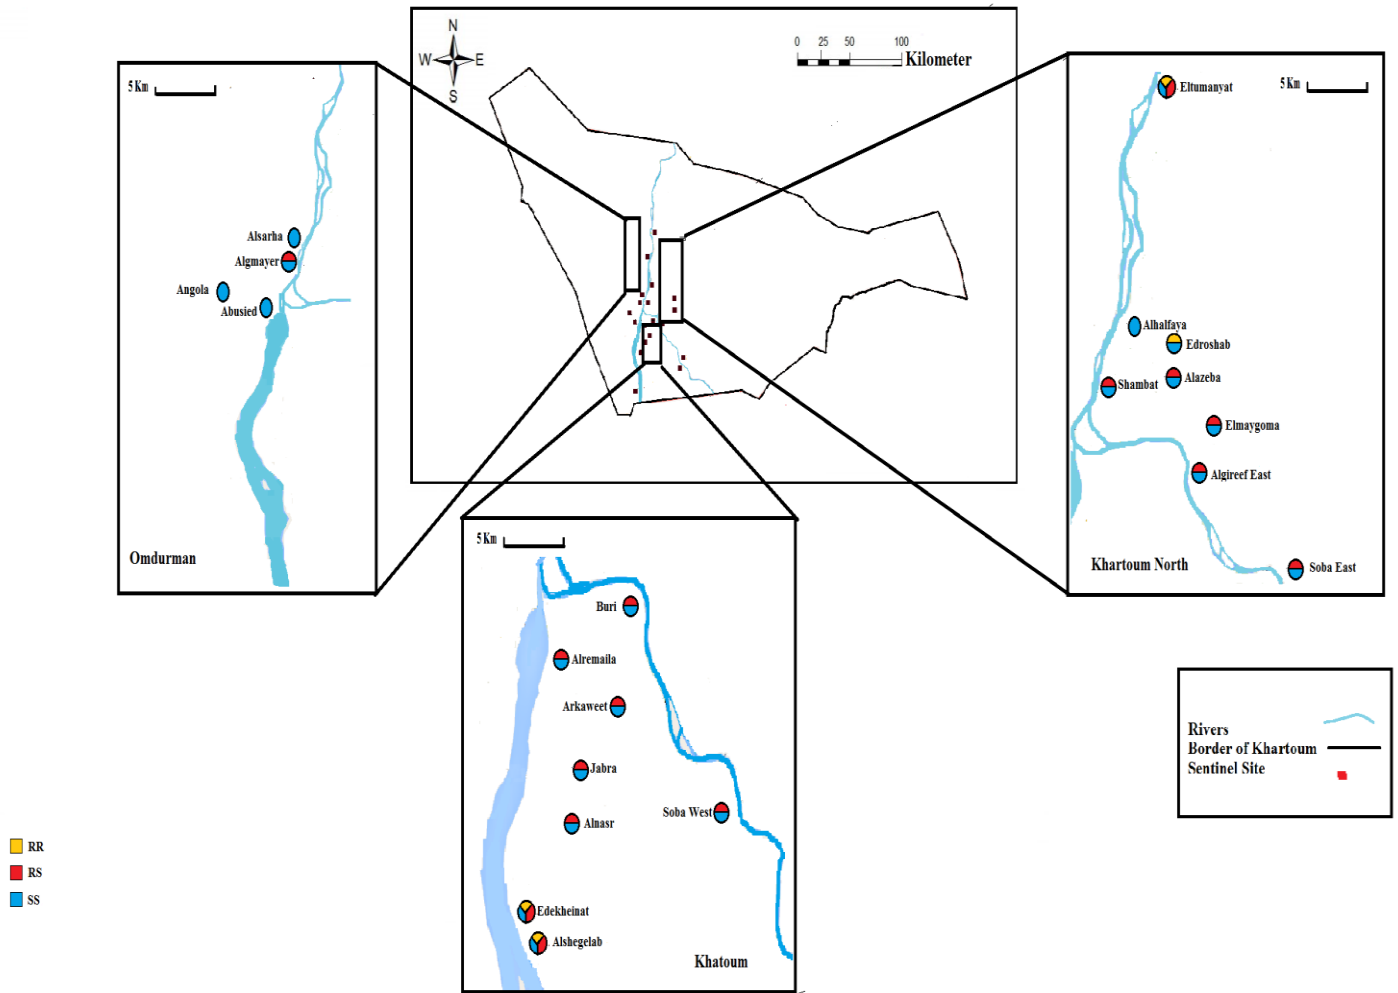 N
W E
S
0 25 50 100
Kilometer
5 Km
Alsarha
Algmayer
Angola
Abusied
Omdurman
5 Km
Eltumanyat
Alhalfaya
Edroshab
Alazeba
Shambat
Elmaygoma
Algireef East
Soba East
Khartoum North
5 Km
Buri
Alremaila
Arkaweet
Jabra
Soba West
Alnasr
Edekheinat
Alshegelab
Khatoum
Rivers
Border of Khartoum
Sentinel Site
RR
RS
SS